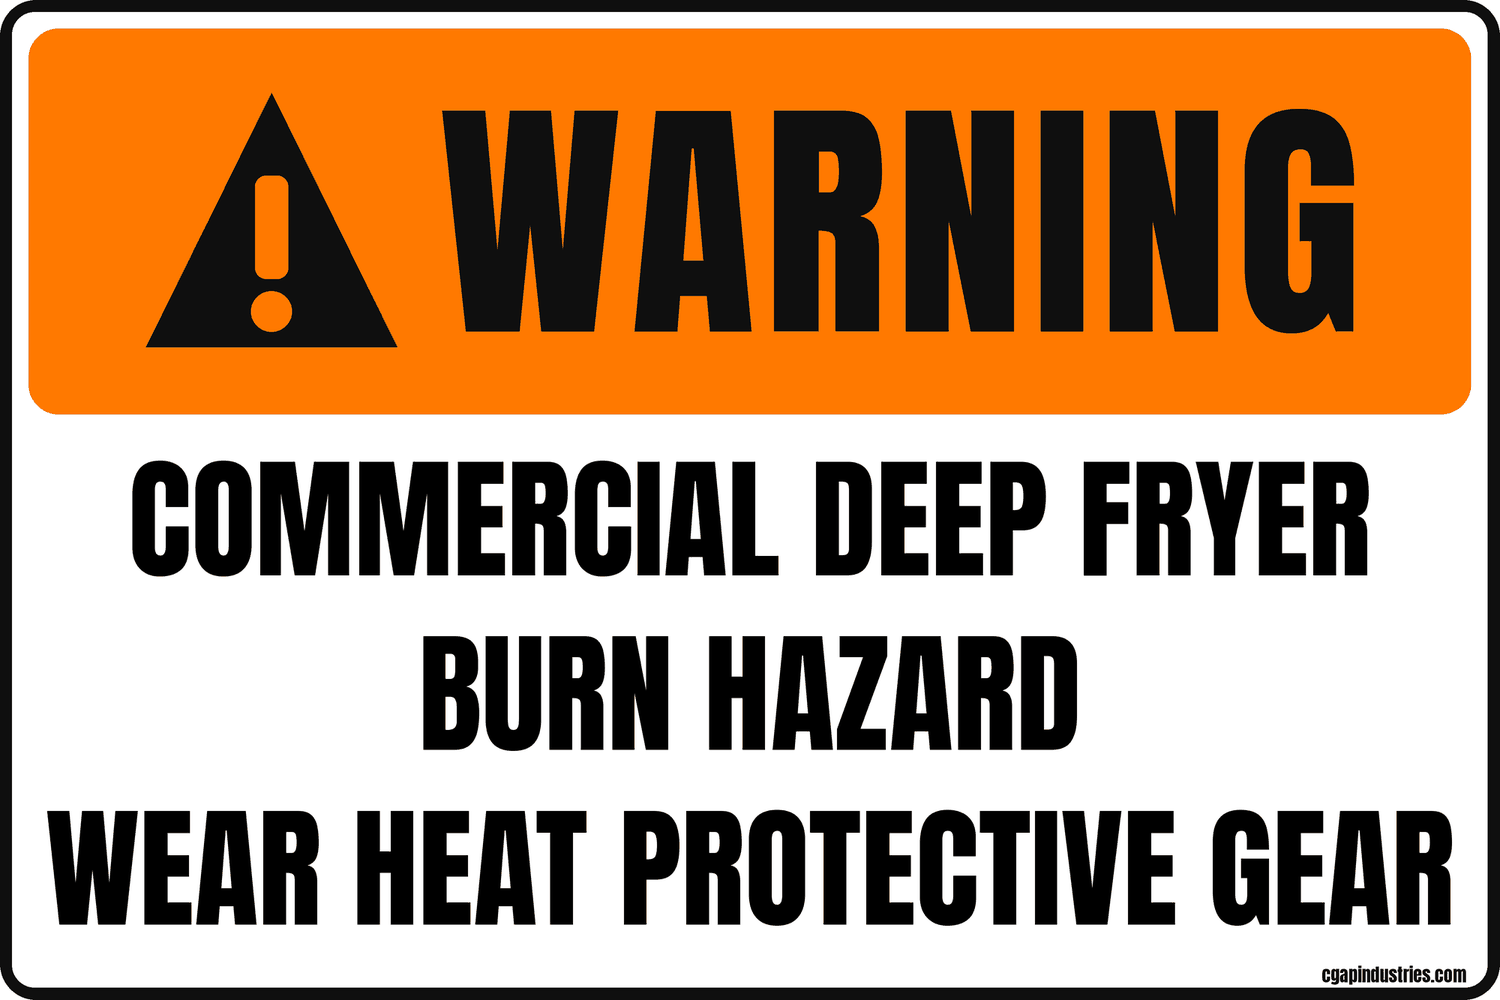 WARNING
COMMERCIAL DEEP FRYER
BURN HAZARD
WEAR HEAT PROTECTIVE GEAR
cgapindustries.com